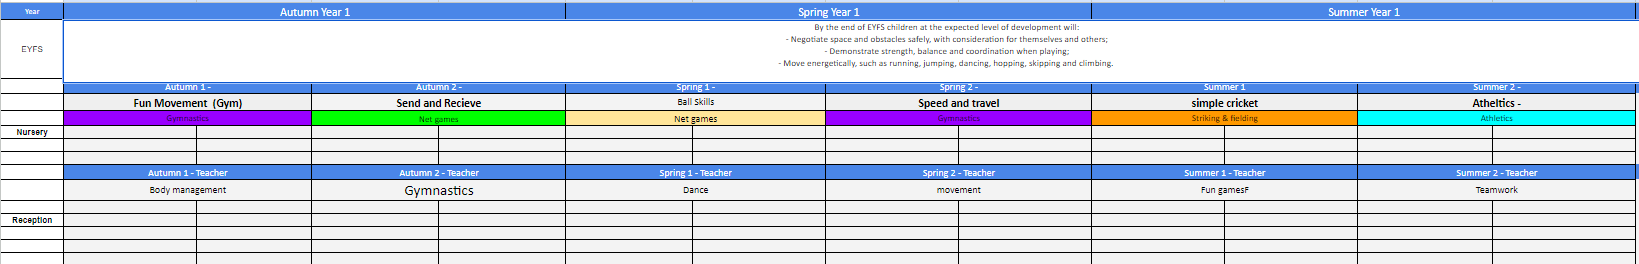 Year Autumn Year 1 Spring Year 1 Summer Year 1
EYFS
By the end of EYFS children at the expected level of development will:
- Negotiate space and obstacles safely, with consideration for themselves and others;
- Demonstrate strength, balance and coordination when playing;
- Move energetically, such as running, jumping, dancing, hopping, skipping and climbing.
Autumn 1 - Autumn 2 - Spring 1 - Spring 2 - Summer 1 Summer 2 -
Fun Movement (Gym) Send and Recieve Ball Skills Speed and travel simple cricket Atheltics -
Gymnastics Net games Net games Gymnastics Striking & fielding Athletics
Nursery
Autumn 1 - Teacher Autumn 2 - Teacher Spring 1 - Teacher Spring 2 - Teacher Summer 1 - Teacher Summer 2 - Teacher
Body management Gymnastics Dance movement Fun gamesF Teamwork
Reception